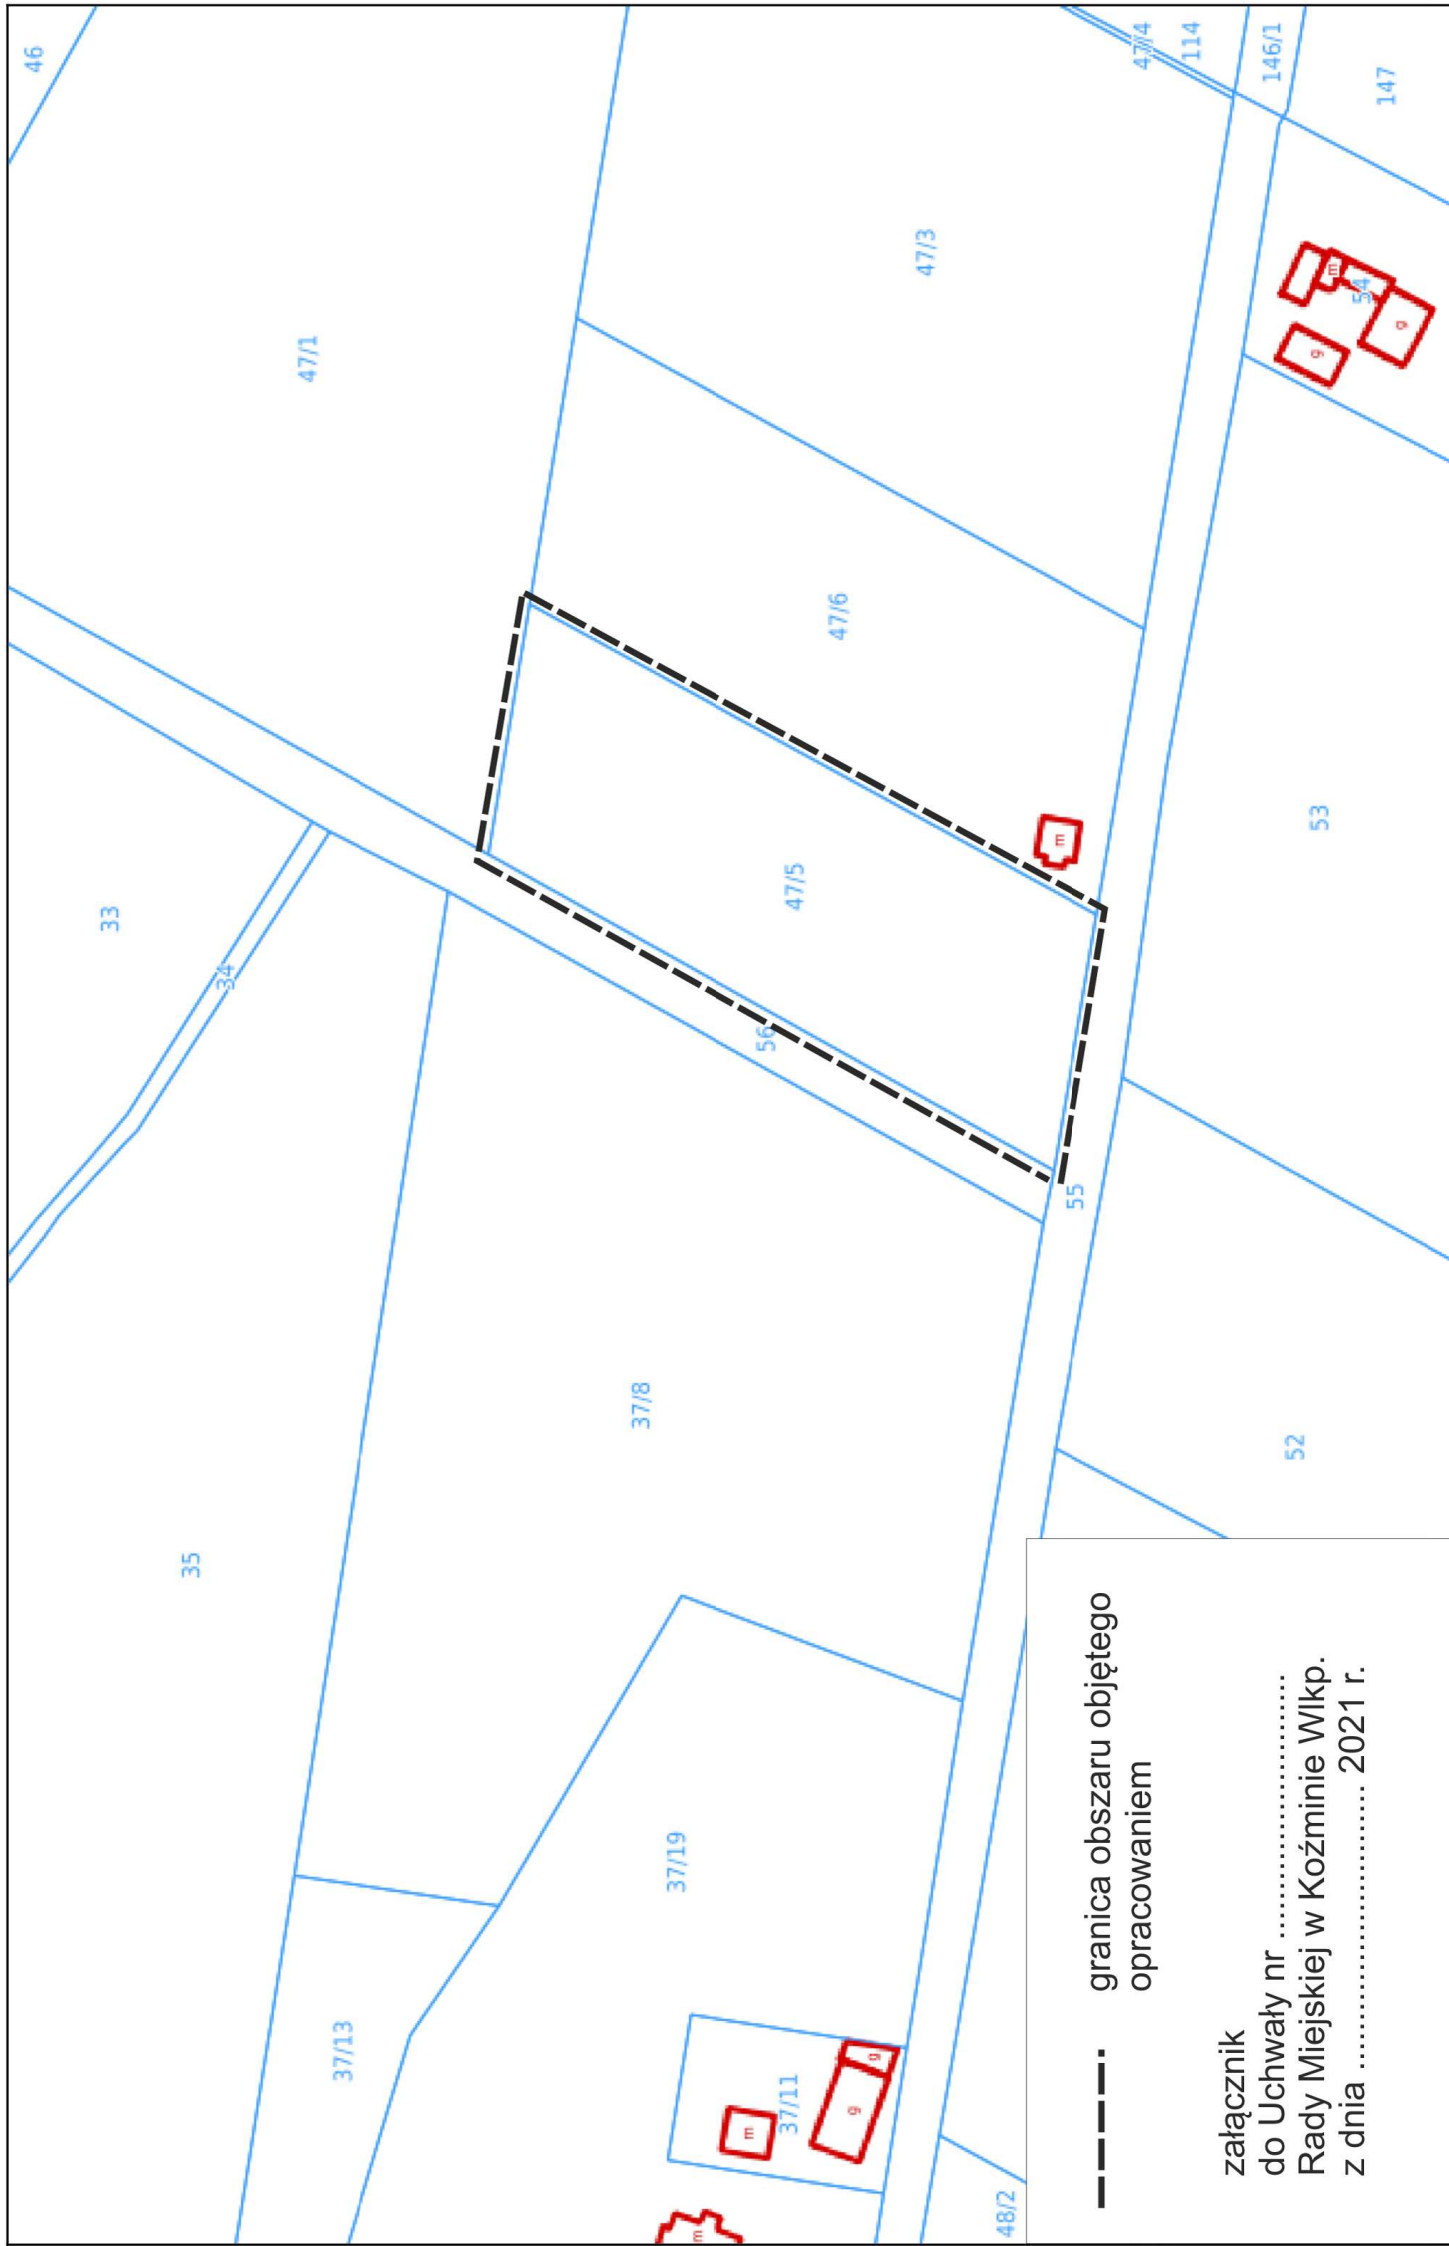 46
47/1
47/4
114
146/1
147
47/3
m
54
g
g
47/6
33
34
47/5
m
53
56
55
35
37/8
52
37/19
37/13
37/11
m
g
g
m
48/2
granica obszaru objętego
opracowaniem
załącznik
do Uchwały nr ................................
Rady Miejskiej w Koźminie Wlkp.
z dnia .................................. 2021 r.